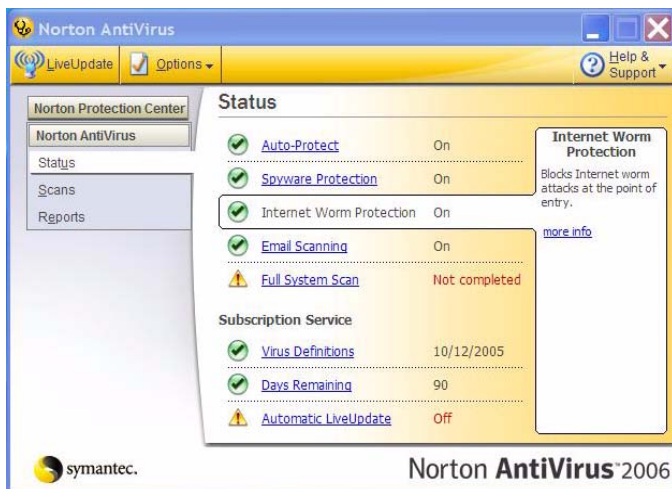 Norton AntiVirus
LiveUpdate
Options
Help & Support
Norton Protection Center
Norton AntiVirus
Status
Scans
Reports
Status
Auto-Protect On
Spyware Protection On
Internet Worm Protection On
Email Scanning On
Full System Scan Not completed
Subscription Service
Virus Definitions 10/12/2005
Days Remaining 90
Automatic LiveUpdate Off
Internet Worm
Protection
Blocks Internet worm
attacks at the point of
entry.
more info
symantec.
Norton AntiVirus™2006